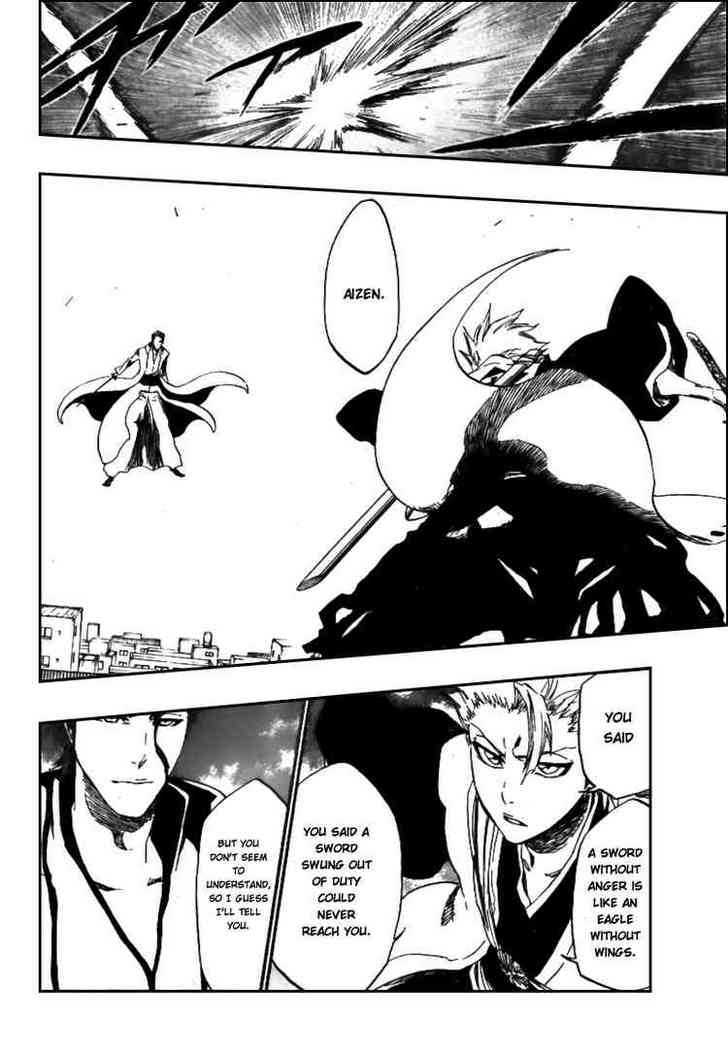 AIZEN.
YOU
SAID
A SWORD
WITHOUT
ANGER IS
LIKE AN
EAGLE
WITHOUT
WINGS.
YOU SAID A
SWORD
SWUNG OUT
OF DUTY
COULD
NEVER
REACH YOU.
BUT YOU
DON'T SEEM
TO
UNDERSTAND,
SO I GUESS
I'LL TELL
YOU.